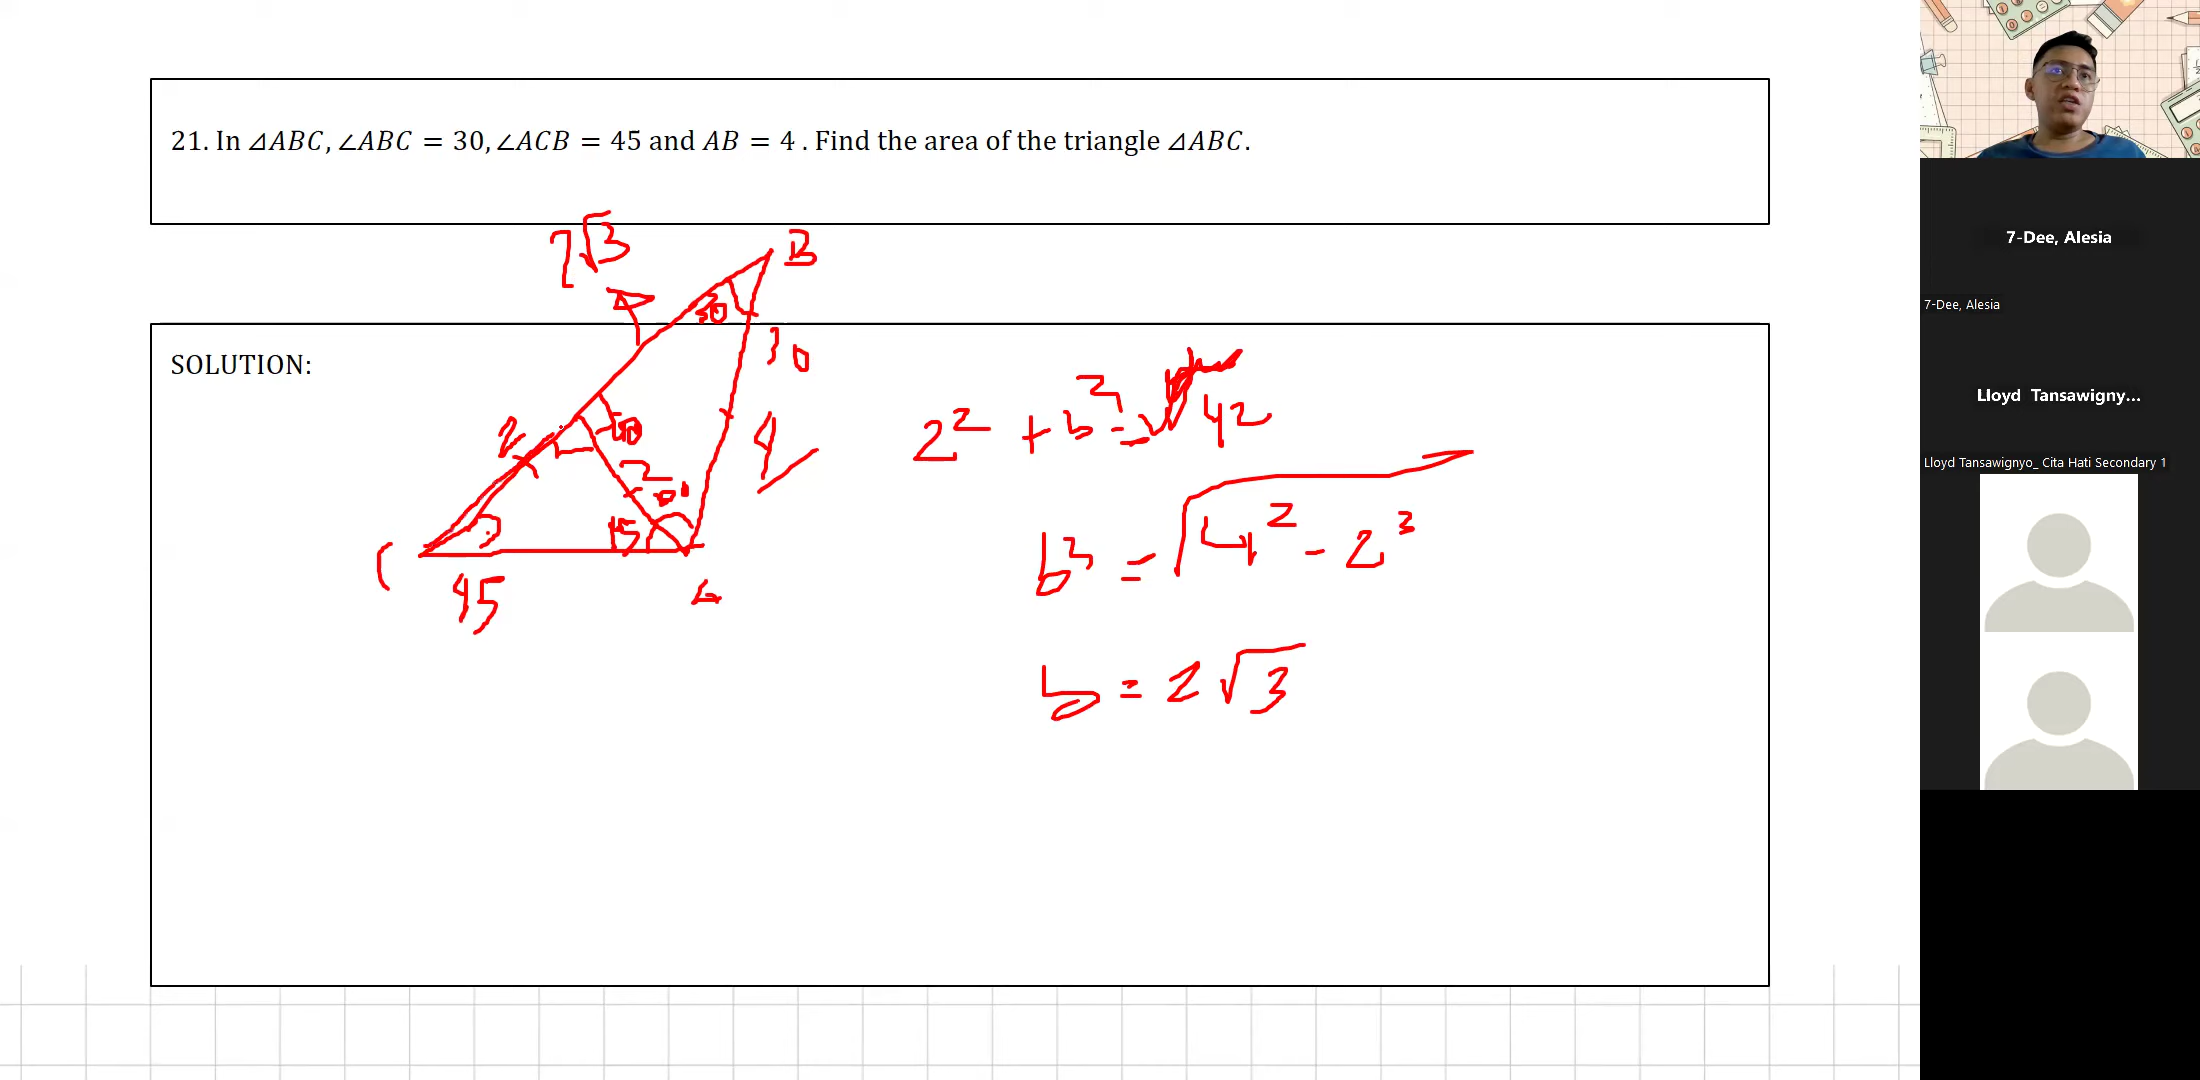 21. In ⊿ABC, ∠ABC = 30, ∠ACB = 45 and AB = 4 . Find the area of the triangle ⊿ABC.
SOLUTION:
2√3
B
30
30
2
2
4
60
15
C
45
2² + b² =
42
b² = √4² - 2²
b = 2√3
7-Dee, Alesia
7-Dee, Alesia
Lloyd Tansawigny...
Lloyd Tansawignyo_ Cita Hati Secondary 1